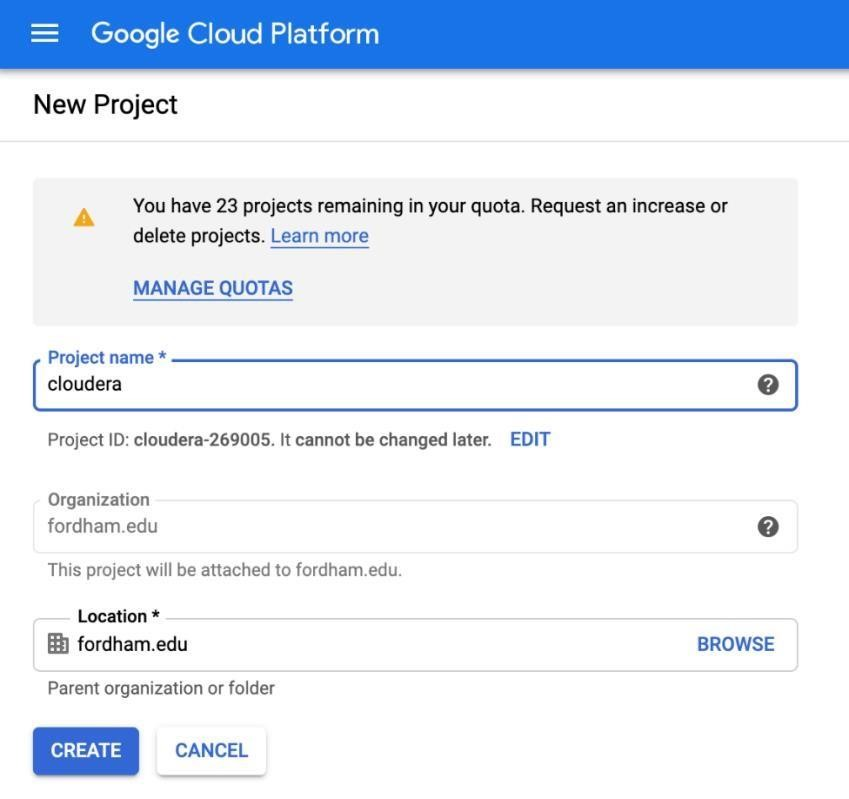 Google Cloud Platform
New Project
You have 23 projects remaining in your quota. Request an increase or
delete projects. Learn more
MANAGE QUOTAS
Project name *
cloudera
Project ID: cloudera-269005. It cannot be changed later. EDIT
Organization
fordham.edu
This project will be attached to fordham.edu.
Location *
fordham.edu BROWSE
Parent organization or folder
CREATE CANCEL